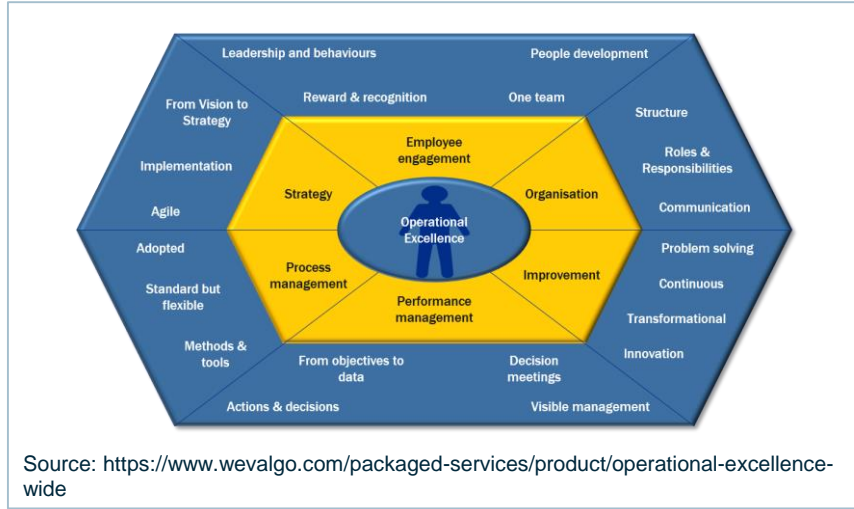 Leadership and behaviours
People development
Reward & recognition
One team
From Vision to
Strategy
Implementation
Agile
Structure
Roles &
Responsibilities
Communication
Employee
engagement
Strategy
Organisation
Operational
Excellence
Process
management
Improvement
Performance
management
Adopted
Standard but
flexible
Methods &
tools
Problem solving
Continuous
Transformational
Innovation
From objectives to
data
Decision
meetings
Actions & decisions
Visible management
Source: https://www.wevalgo.com/packaged-services/product/operational-excellence-
wide